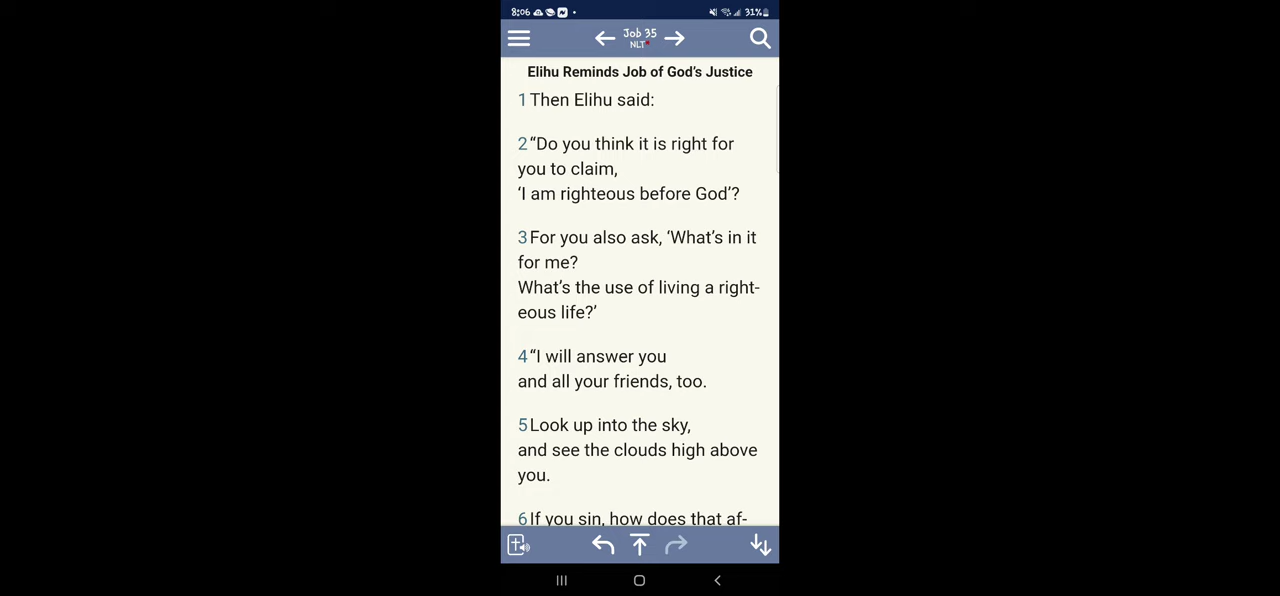 8:06
31%
Job 35
NLT
Elihu Reminds Job of God's Justice
1 Then Elihu said:
2 “Do you think it is right for
you to claim,
‘I am righteous before God’?
3 For you also ask, ‘What’s in it
for me?
What’s the use of living a right-
eous life?’
4 “I will answer you
and all your friends, too.
5 Look up into the sky,
and see the clouds high above
you.
6 If you sin, how does that af-